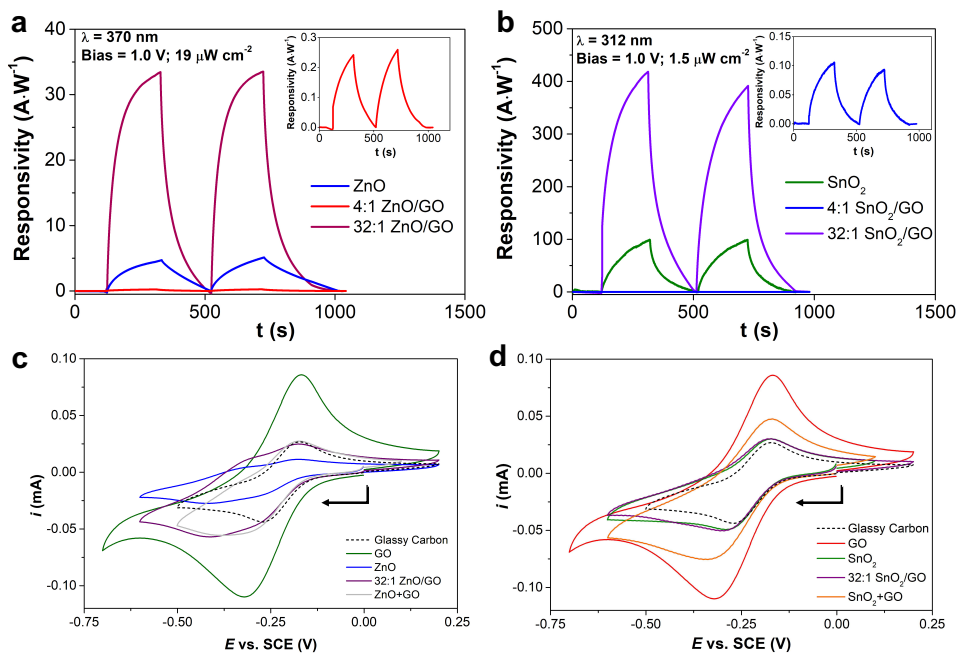 a
λ = 370 nm
Bias = 1.0 V; 19 μW cm⁻²
Responsivity (A·W⁻¹)
40
30
20
10
0
0
500
1000
1500
t (s)
ZnO
4:1 ZnO/GO
32:1 ZnO/GO
Responsivity (A·W⁻¹)
0.3
0.2
0.1
0.0
0
500
1000
t (s)
b
λ = 312 nm
Bias = 1.0 V; 1.5 μW cm⁻²
Responsivity (A·W⁻¹)
500
400
300
200
100
0
0
500
1000
1500
t (s)
SnO₂
4:1 SnO₂/GO
32:1 SnO₂/GO
Responsivity (A·W⁻¹)
0.15
0.10
0.05
0.00
0
500
1000
t (s)
c
i (mA)
0.10
0.05
0.00
-0.05
-0.10
-0.75
-0.50
-0.25
0.00
0.25
E vs. SCE (V)
Glassy Carbon
GO
ZnO
32:1 ZnO/GO
ZnO+GO
d
i (mA)
0.10
0.05
0.00
-0.05
-0.10
-0.75
-0.50
-0.25
0.00
0.25
E vs. SCE (V)
Glassy Carbon
GO
SnO₂
32:1 SnO₂/GO
SnO₂+GO